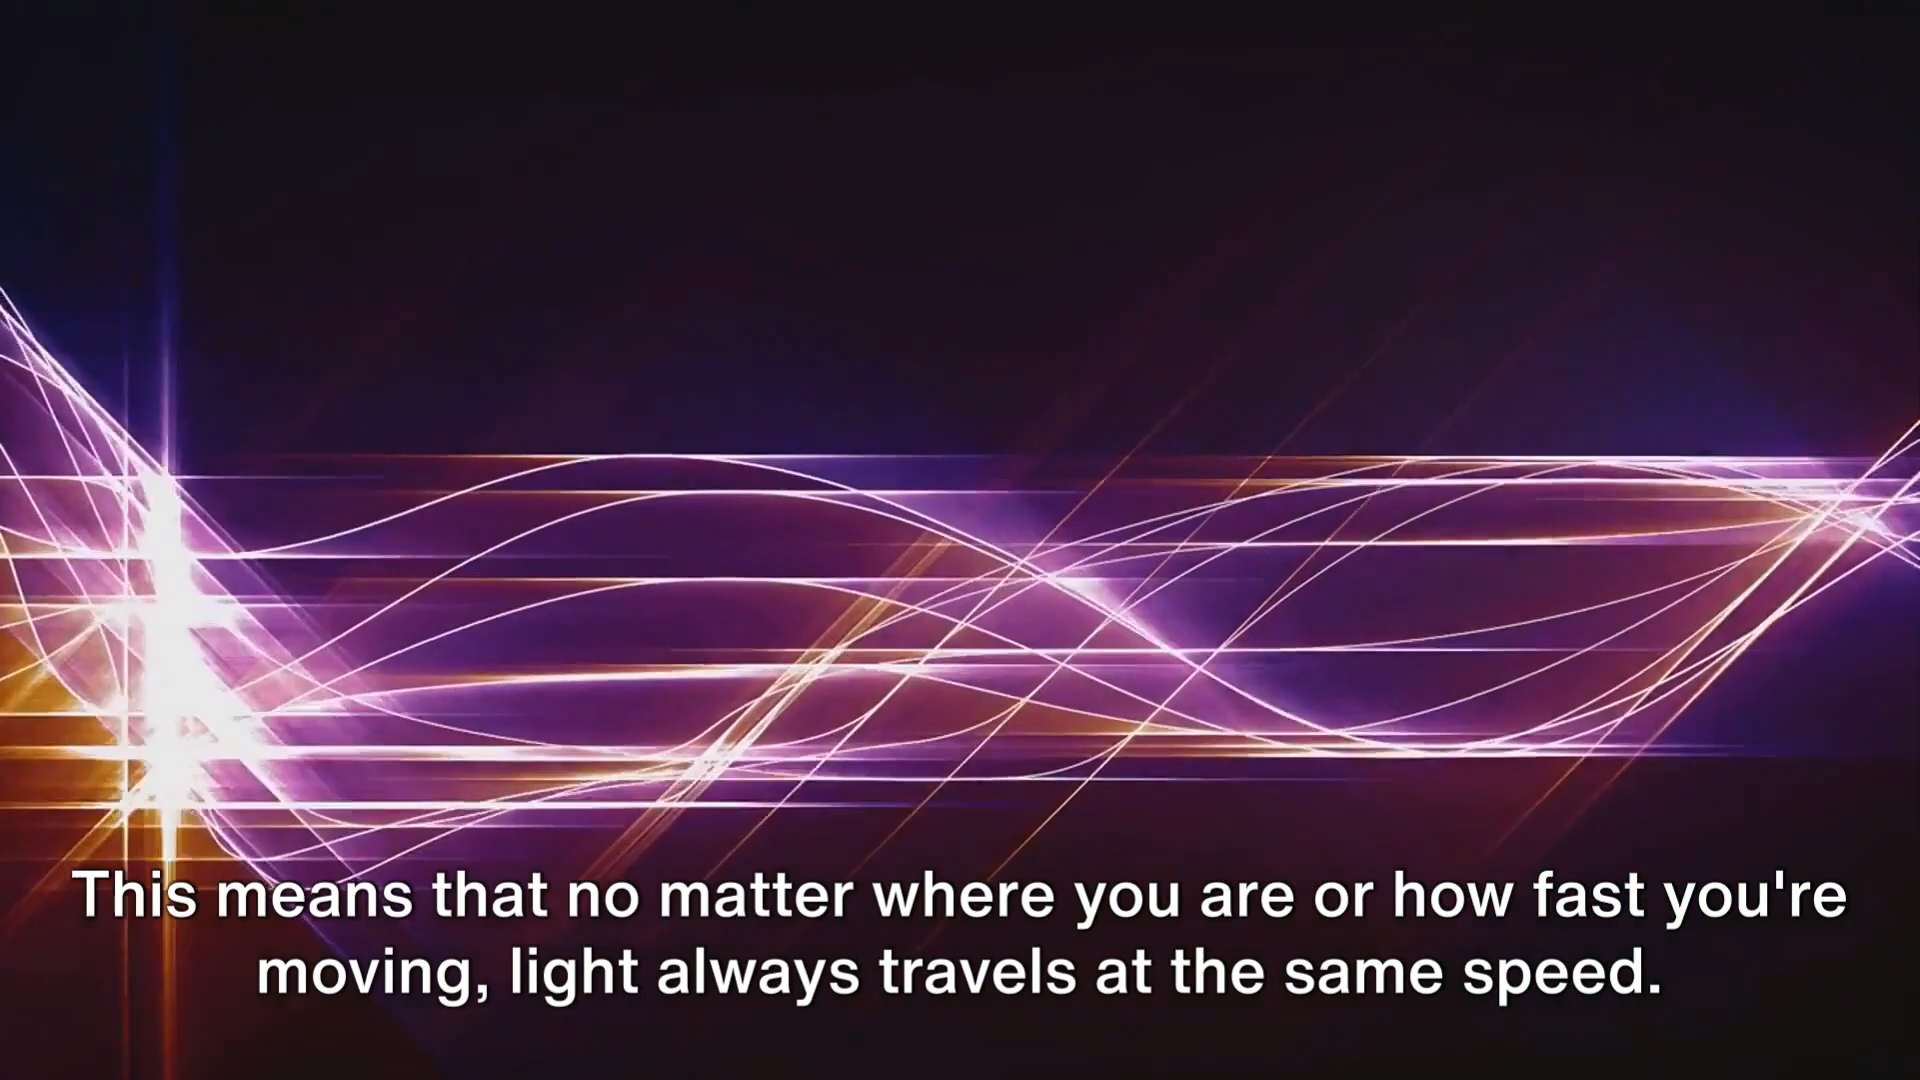 This means that no matter where you are or how fast you're
moving, light always travels at the same speed.